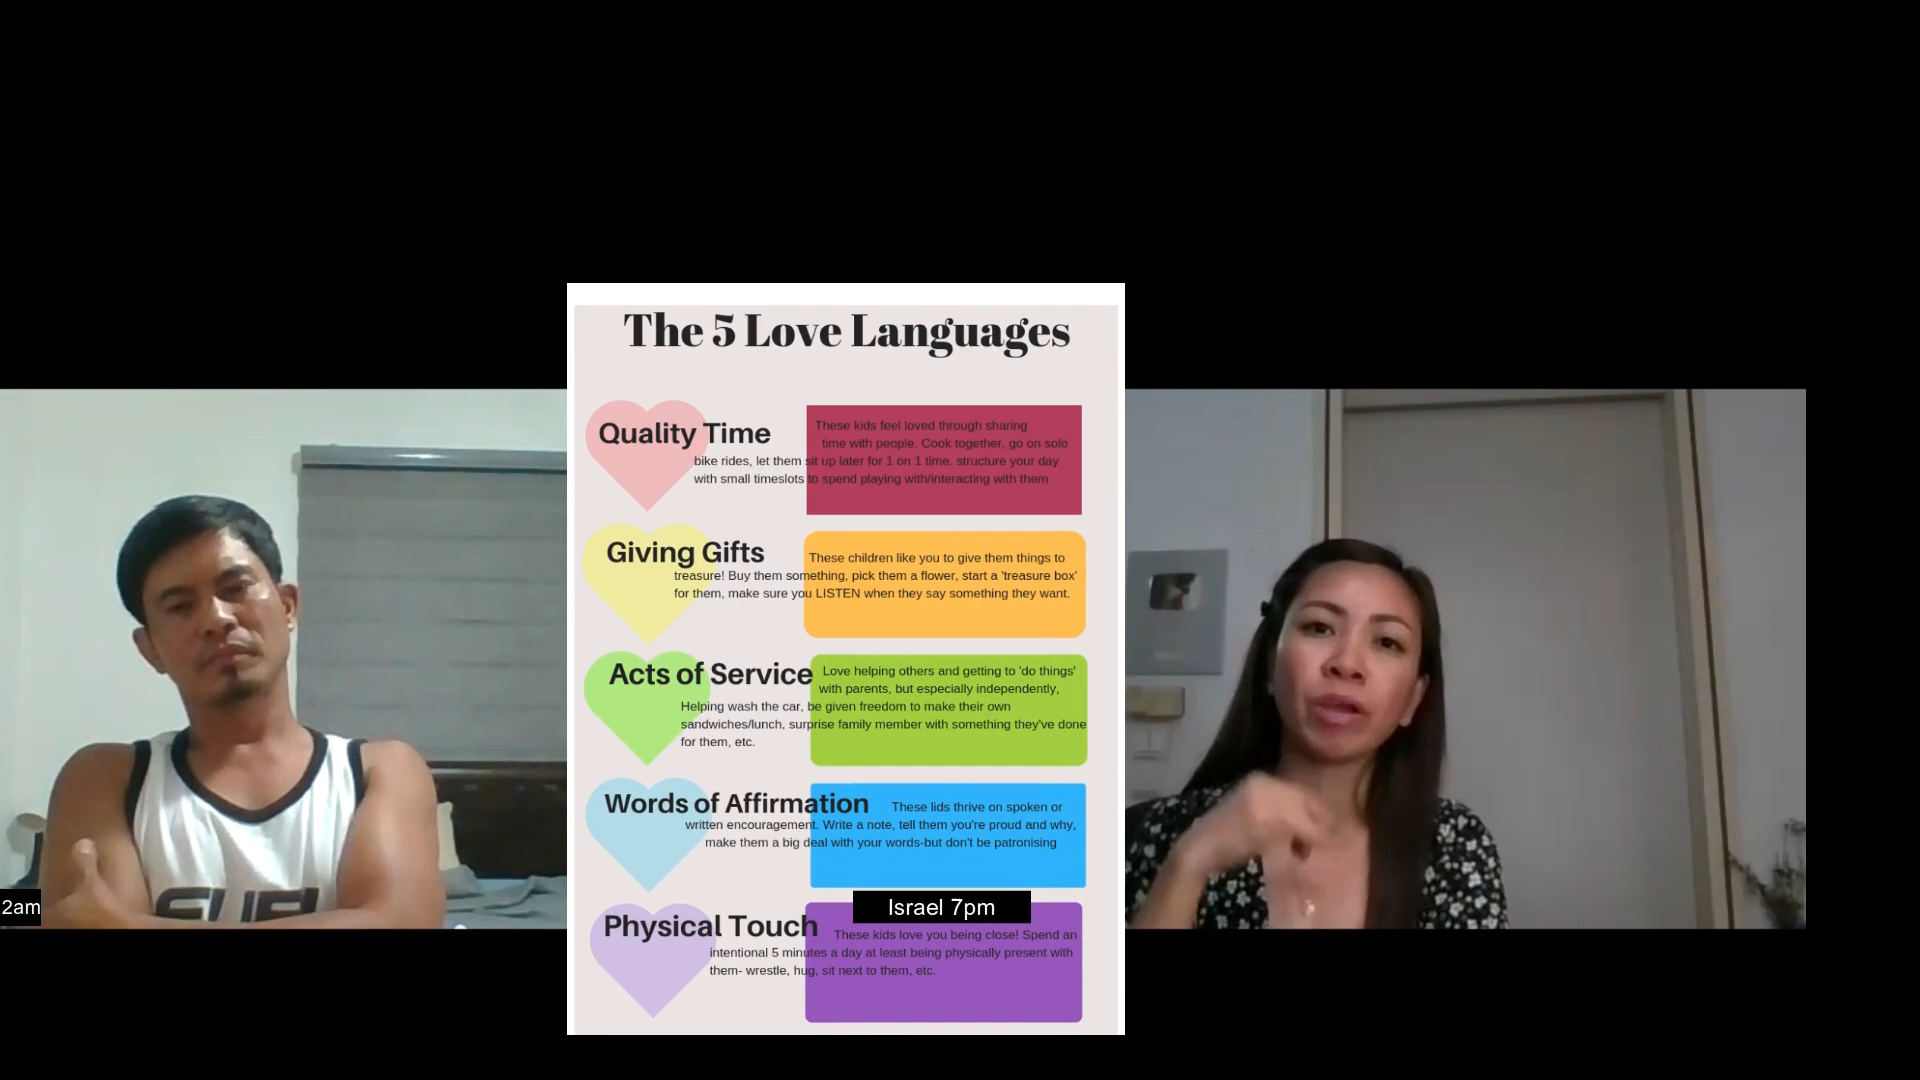 The 5 Love Languages
Quality Time
These kids feel loved through sharing
time with people. Cook together, go on solo
bike rides, let them sit up later for 1 on 1 time. structure your day
with small timeslots to spend playing with/interacting with them
Giving Gifts
These children like you to give them things to
treasure! Buy them something, pick them a flower, start a 'treasure box'
for them, make sure you LISTEN when they say something they want.
Acts of Service
Love helping others and getting to 'do things'
with parents, but especially independently,
Helping wash the car, be given freedom to make their own
sandwiches/lunch, surprise family member with something they've done
for them, etc.
Words of Affirmation
These lids thrive on spoken or
written encouragement. Write a note, tell them you're proud and why,
make them a big deal with your words-but don't be patronising
2am
Israel 7pm
Physical Touch
These kids love you being close! Spend an
intentional 5 minutes a day at least being physically present with
them- wrestle, hug, sit next to them, etc.